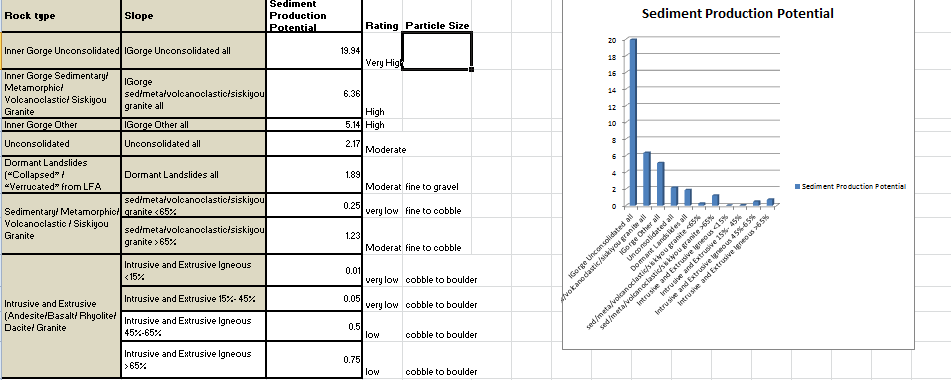 Rock type
Slope
Sediment
Production
Potential
Rating
Particle Size
Inner Gorge Unconsolidated
IGorge Unconsolidated all
19.94
Very High
Inner Gorge Sedimentary/
Metamorphic/
Volcanoclastic/ Siskiyou
Granite
IGorge
sed/meta/volcanoclastic/siskiyou
granite all
6.36
High
Inner Gorge Other
IGorge Other all
5.14
High
Unconsolidated
Unconsolidated all
2.17
Moderate
Dormant Landslides
("Collapsed" /
"Verrucated" from LFA
Dormant Landslides all
1.89
Moderat
fine to gravel
Sedimentary/ Metamorphic/
Volcanoclastic / Siskiyou
Granite
sed/meta/volcanoclastic/siskiyou
granite <65%
0.25
very low
fine to cobble
sed/meta/volcanoclastic/siskiyou
granite >65%
1.23
Moderat
fine to cobble
Intrusive and Extrusive
(Andesite/Basalt/ Rhyolite/
Dacite/ Granite
Intrusive and Extrusive Igneous
<15%
0.01
very low
cobble to boulder
Intrusive and Extrusive 15%- 45%
0.05
very low
cobble to boulder
Intrusive and Extrusive Igneous
45%-65%
0.5
low
cobble to boulder
Intrusive and Extrusive Igneous
>65%
0.75
low
cobble to boulder
Sediment Production Potential
20
18
16
14
12
10
8
6
4
2
0
IGorge Unconsolidated all
/volcanoclastic/siskiyou granite all
IGorge Other all
Unconsolidated all
Dormant Landslides all
sed/meta/volcanoclastic/siskiyou granite <65%
sed/meta/volcanoclastic/siskiyou granite >65%
Intrusive and Extrusive Igneous <15%
Intrusive and Extrusive 15%- 45%
Intrusive and Extrusive Igneous 45%-65%
Intrusive and Extrusive Igneous >65%
Sediment Production Potential